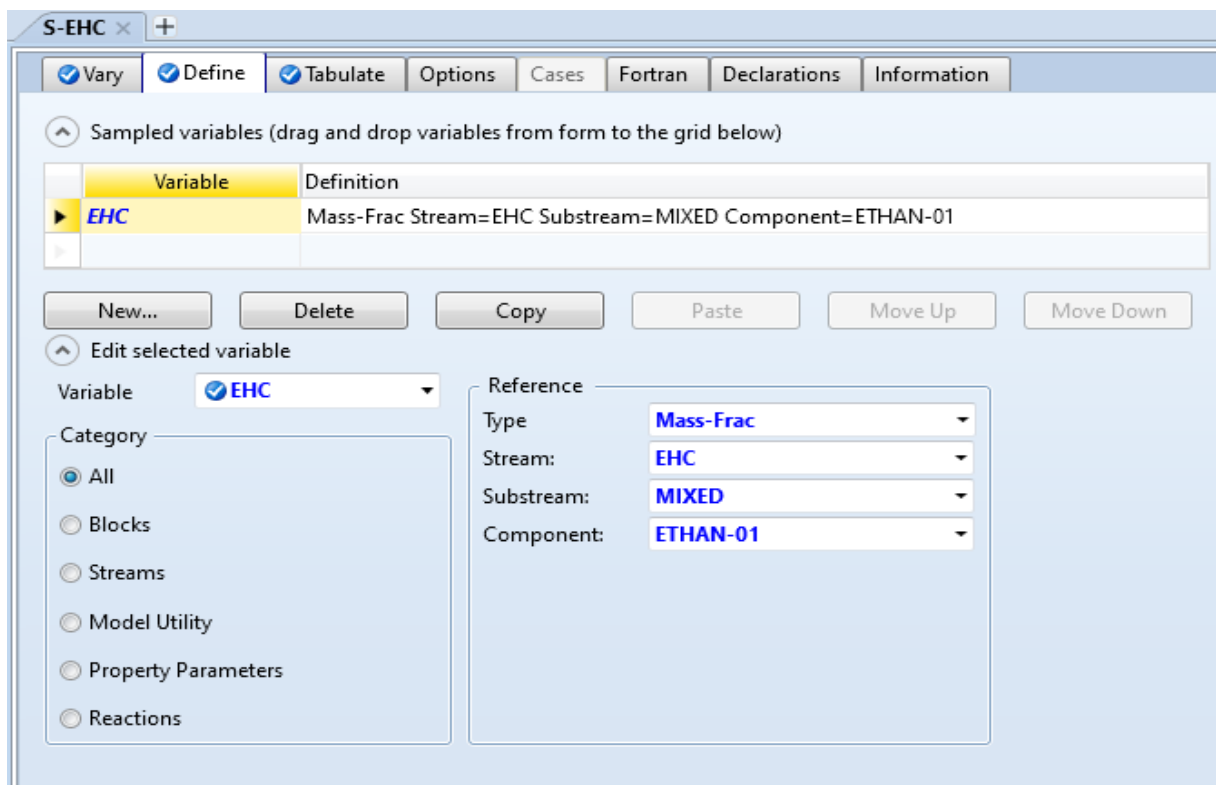 S-EHC
Vary Define Tabulate Options Cases Fortran Declarations Information
Sampled variables (drag and drop variables from form to the grid below)
Variable Definition
EHC Mass-Frac Stream=EHC Substream=MIXED Component=ETHAN-01
New... Delete Copy Paste Move Up Move Down
Edit selected variable
Variable EHC
Category
All
Blocks
Streams
Model Utility
Property Parameters
Reactions
Reference
Type Mass-Frac
Stream: EHC
Substream: MIXED
Component: ETHAN-01